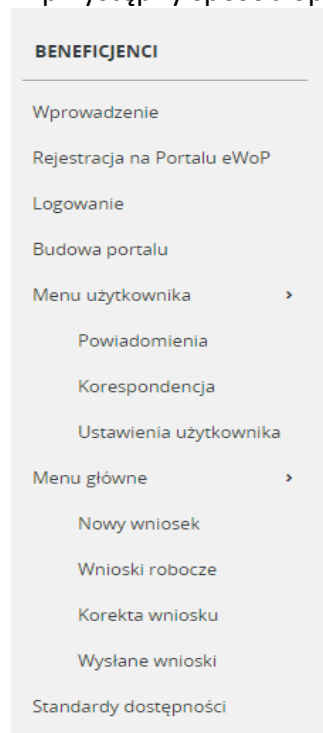 BENEFICJENCI
Wprowadzenie
Rejestracja na Portalu eWoP
Logowanie
Budowa portalu
Menu użytkownika
Powiadomienia
Korespondencja
Ustawienia użytkownika
Menu główne
Nowy wniosek
Wnioski robocze
Korekta wniosku
Wysłane wnioski
Standardy dostępności